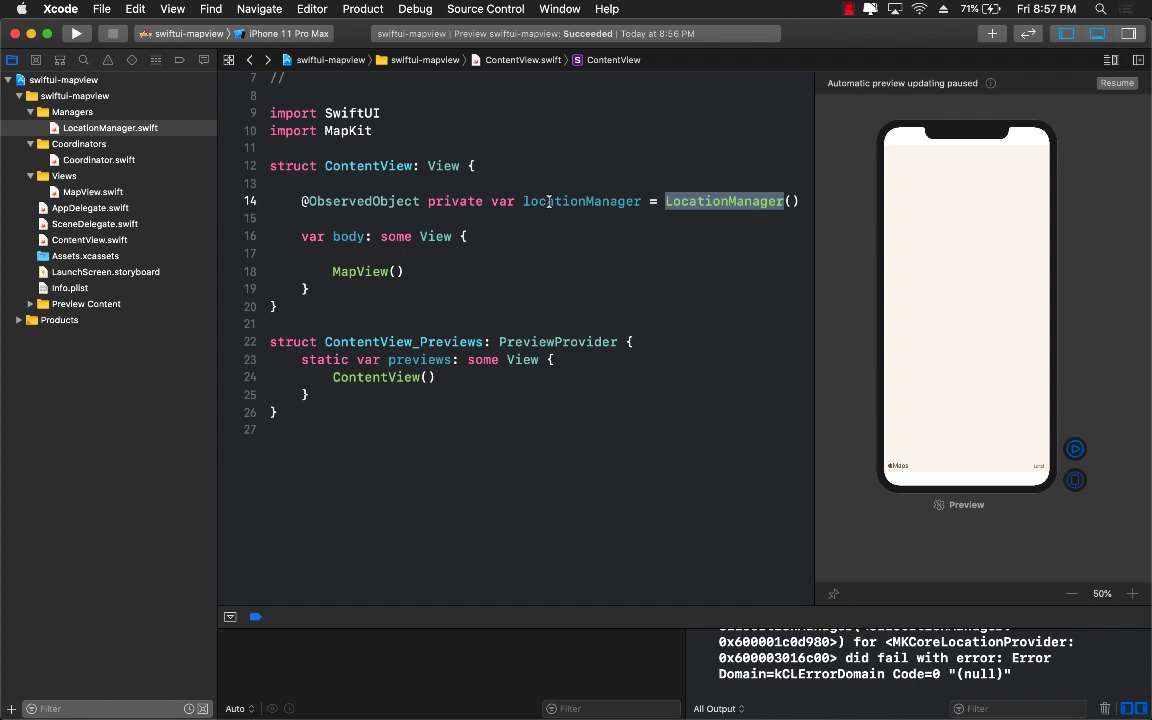 Xcode File Edit View Find Navigate Editor Product Debug Source Control Window Help 71% Fri 8:57 PM
swiftui-mapview iPhone 11 Pro Max swiftui-mapview | Preview swiftui-mapview: Succeeded | Today at 8:56 PM
swiftui-mapview swiftui-mapview ContentView.swift S ContentView
swiftui-mapview
swiftui-mapview
Managers
LocationManager.swift
Coordinators
Coordinator.swift
Views
MapView.swift
AppDelegate.swift
SceneDelegate.swift
ContentView.swift
Assets.xcassets
LaunchScreen.storyboard
Info.plist
Preview Content
Products
Filter
7 //
8
9 import SwiftUI
10 import MapKit
11
12 struct ContentView: View {
13
14 @ObservedObject private var locationManager = LocationManager()
15
16 var body: some View {
17
18 MapView()
19 }
20 }
21
22 struct ContentView_Previews: PreviewProvider {
23 static var previews: some View {
24 ContentView()
25 }
26 }
27
Automatic preview updating paused Resume
Maps Legal
Preview
50%
0x600001c0d980>) for <MKCoreLocationProvider:
0x600003016c00> did fail with error: Error
Domain=kCLErrorDomain Code=0 "(null)"
Auto Filter All Output Filter